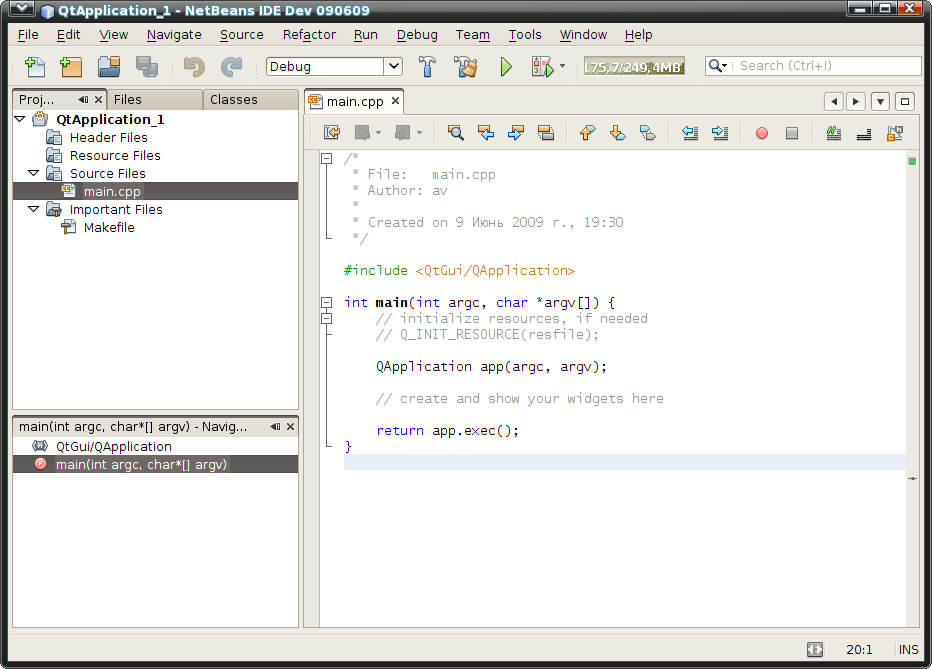 QtApplication_1 - NetBeans IDE Dev 090609
File Edit View Navigate Source Refactor Run Debug Team Tools Window Help
Debug
175,7/249,4MB
Search (Ctrl+I)
Proj...
Files
Classes
QtApplication_1
Header Files
Resource Files
Source Files
main.cpp
Important Files
Makefile
main(int argc, char*[] argv) - Navig...
QtGui/QApplication
main(int argc, char*[] argv)
main.cpp
/*
* File:   main.cpp
* Author: av
*
* Created on 9 Июнь 2009 г., 19:30
*/
#include <QtGui/QApplication>
int main(int argc, char *argv[]) {
// initialize resources, if needed
// Q_INIT_RESOURCE(resfile);
QApplication app(argc, argv);
// create and show your widgets here
return app.exec();
}
20:1
INS